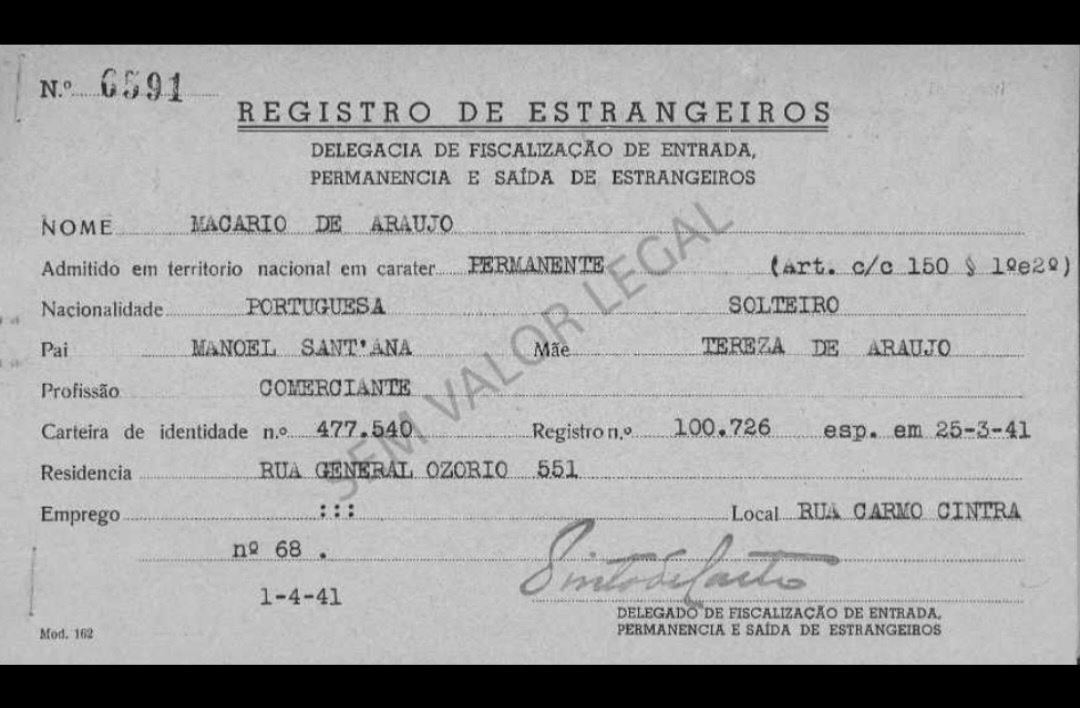 N.º 6591
REGISTRO DE ESTRANGEIROS
DELEGACIA DE FISCALIZAÇÃO DE ENTRADA,
PERMANENCIA E SAÍDA DE ESTRANGEIROS
NOME MACARIO DE ARAUJO
Admitido em territorio nacional em carater PERMANENTE (Art. c/c 150 § 1ºe2º)
Nacionalidade PORTUGUESA SOLTEIRO
Pai MANOEL SANT'ANA Mãe TEREZA DE ARAUJO
Profissão COMERCIANTE
Carteira de identidade n.º 477.540 Registro n.º 100.726 esp. em 25-3-41
Residencia RUA GENERAL OZORIO 551
Emprego ::: Local RUA CARMO CINTRA
nº 68 .
Pinto de Castro
1-4-41
DELEGADO DE FISCALIZAÇÃO DE ENTRADA,
PERMANENCIA E SAÍDA DE ESTRANGEIROS
Mod. 162
SEM VALOR LEGAL